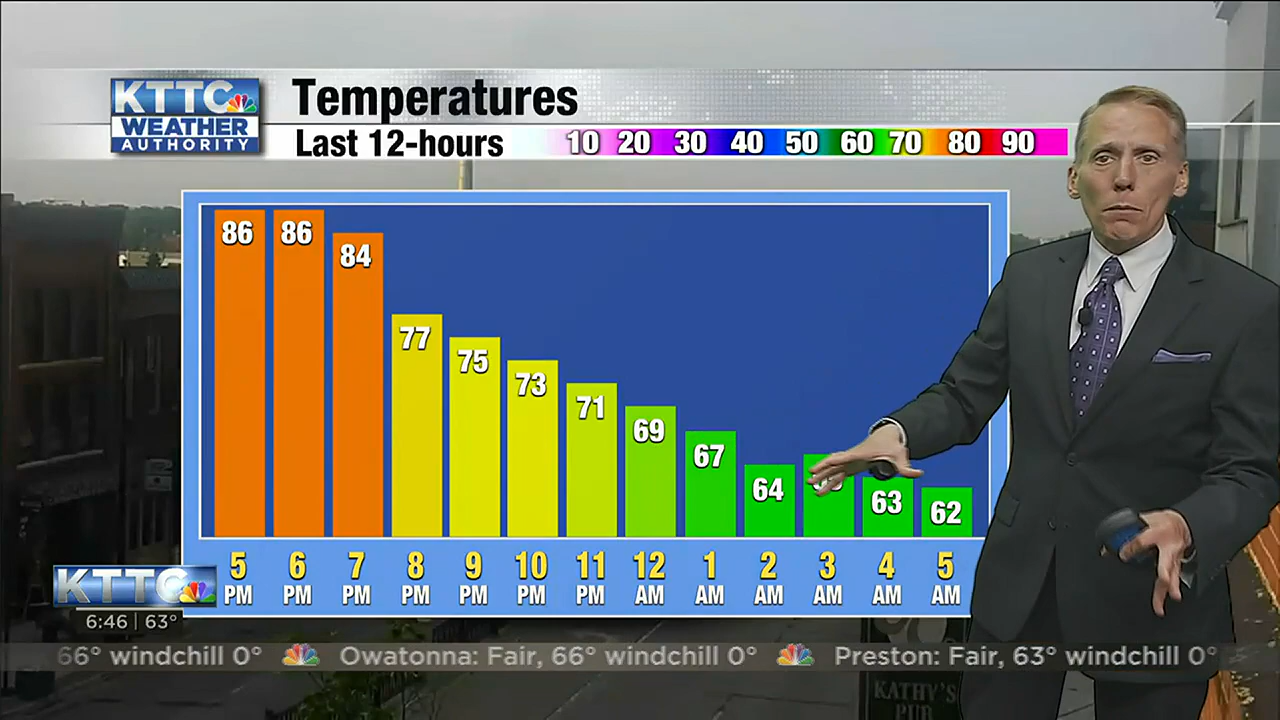 KTTC
WEATHER
AUTHORITY
Temperatures
Last 12-hours
10 20 30 40 50 60 70 80 90
86 86 84 77 75 73 71 69 67 64 63 62
5 6 7 8 9 10 11 12 1 2 3 4 5
PM PM PM PM PM PM PM AM AM AM AM AM AM
KTTC
6:46 | 63°
66° windchill 0° Owatonna: Fair, 66° windchill 0° Preston: Fair, 63° windchill 0°
KATHY'S
PUB